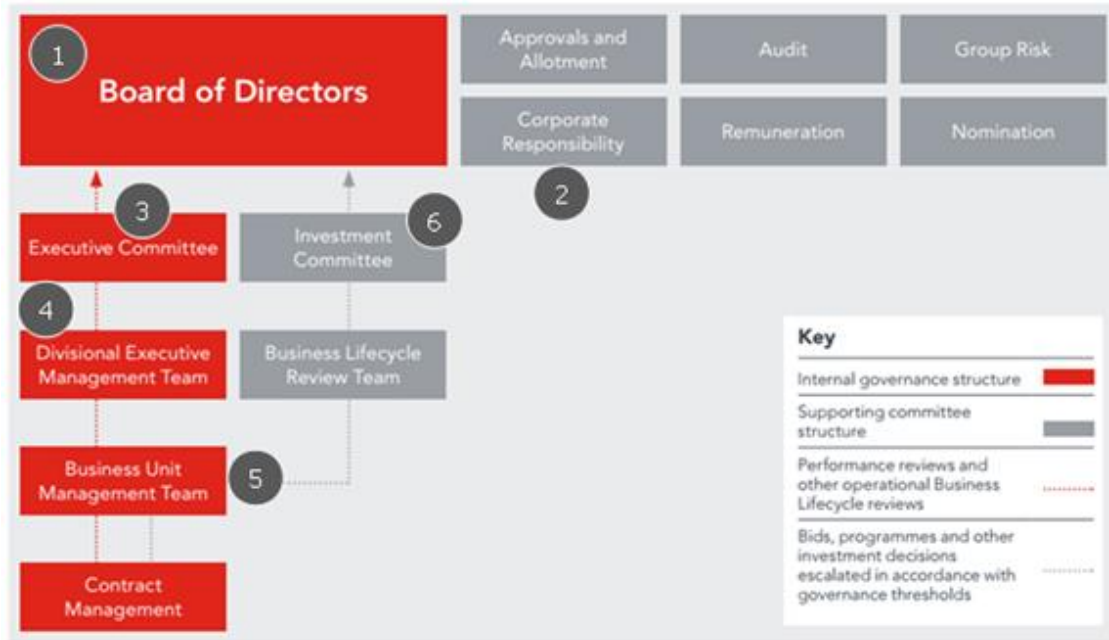 1
Board of Directors
Approvals and
Allotment
Audit
Group Risk
Corporate
Responsibility
Remuneration
Nomination
2
3
Executive Committee
6
Investment
Committee
4
Divisional Executive
Management Team
Business Lifecycle
Review Team
Business Unit
Management Team
5
Contract
Management
Key
Internal governance structure
Supporting committee
structure
Performance reviews and
other operational Business
Lifecycle reviews
Bids, programmes and other
investment decisions
escalated in accordance with
governance thresholds